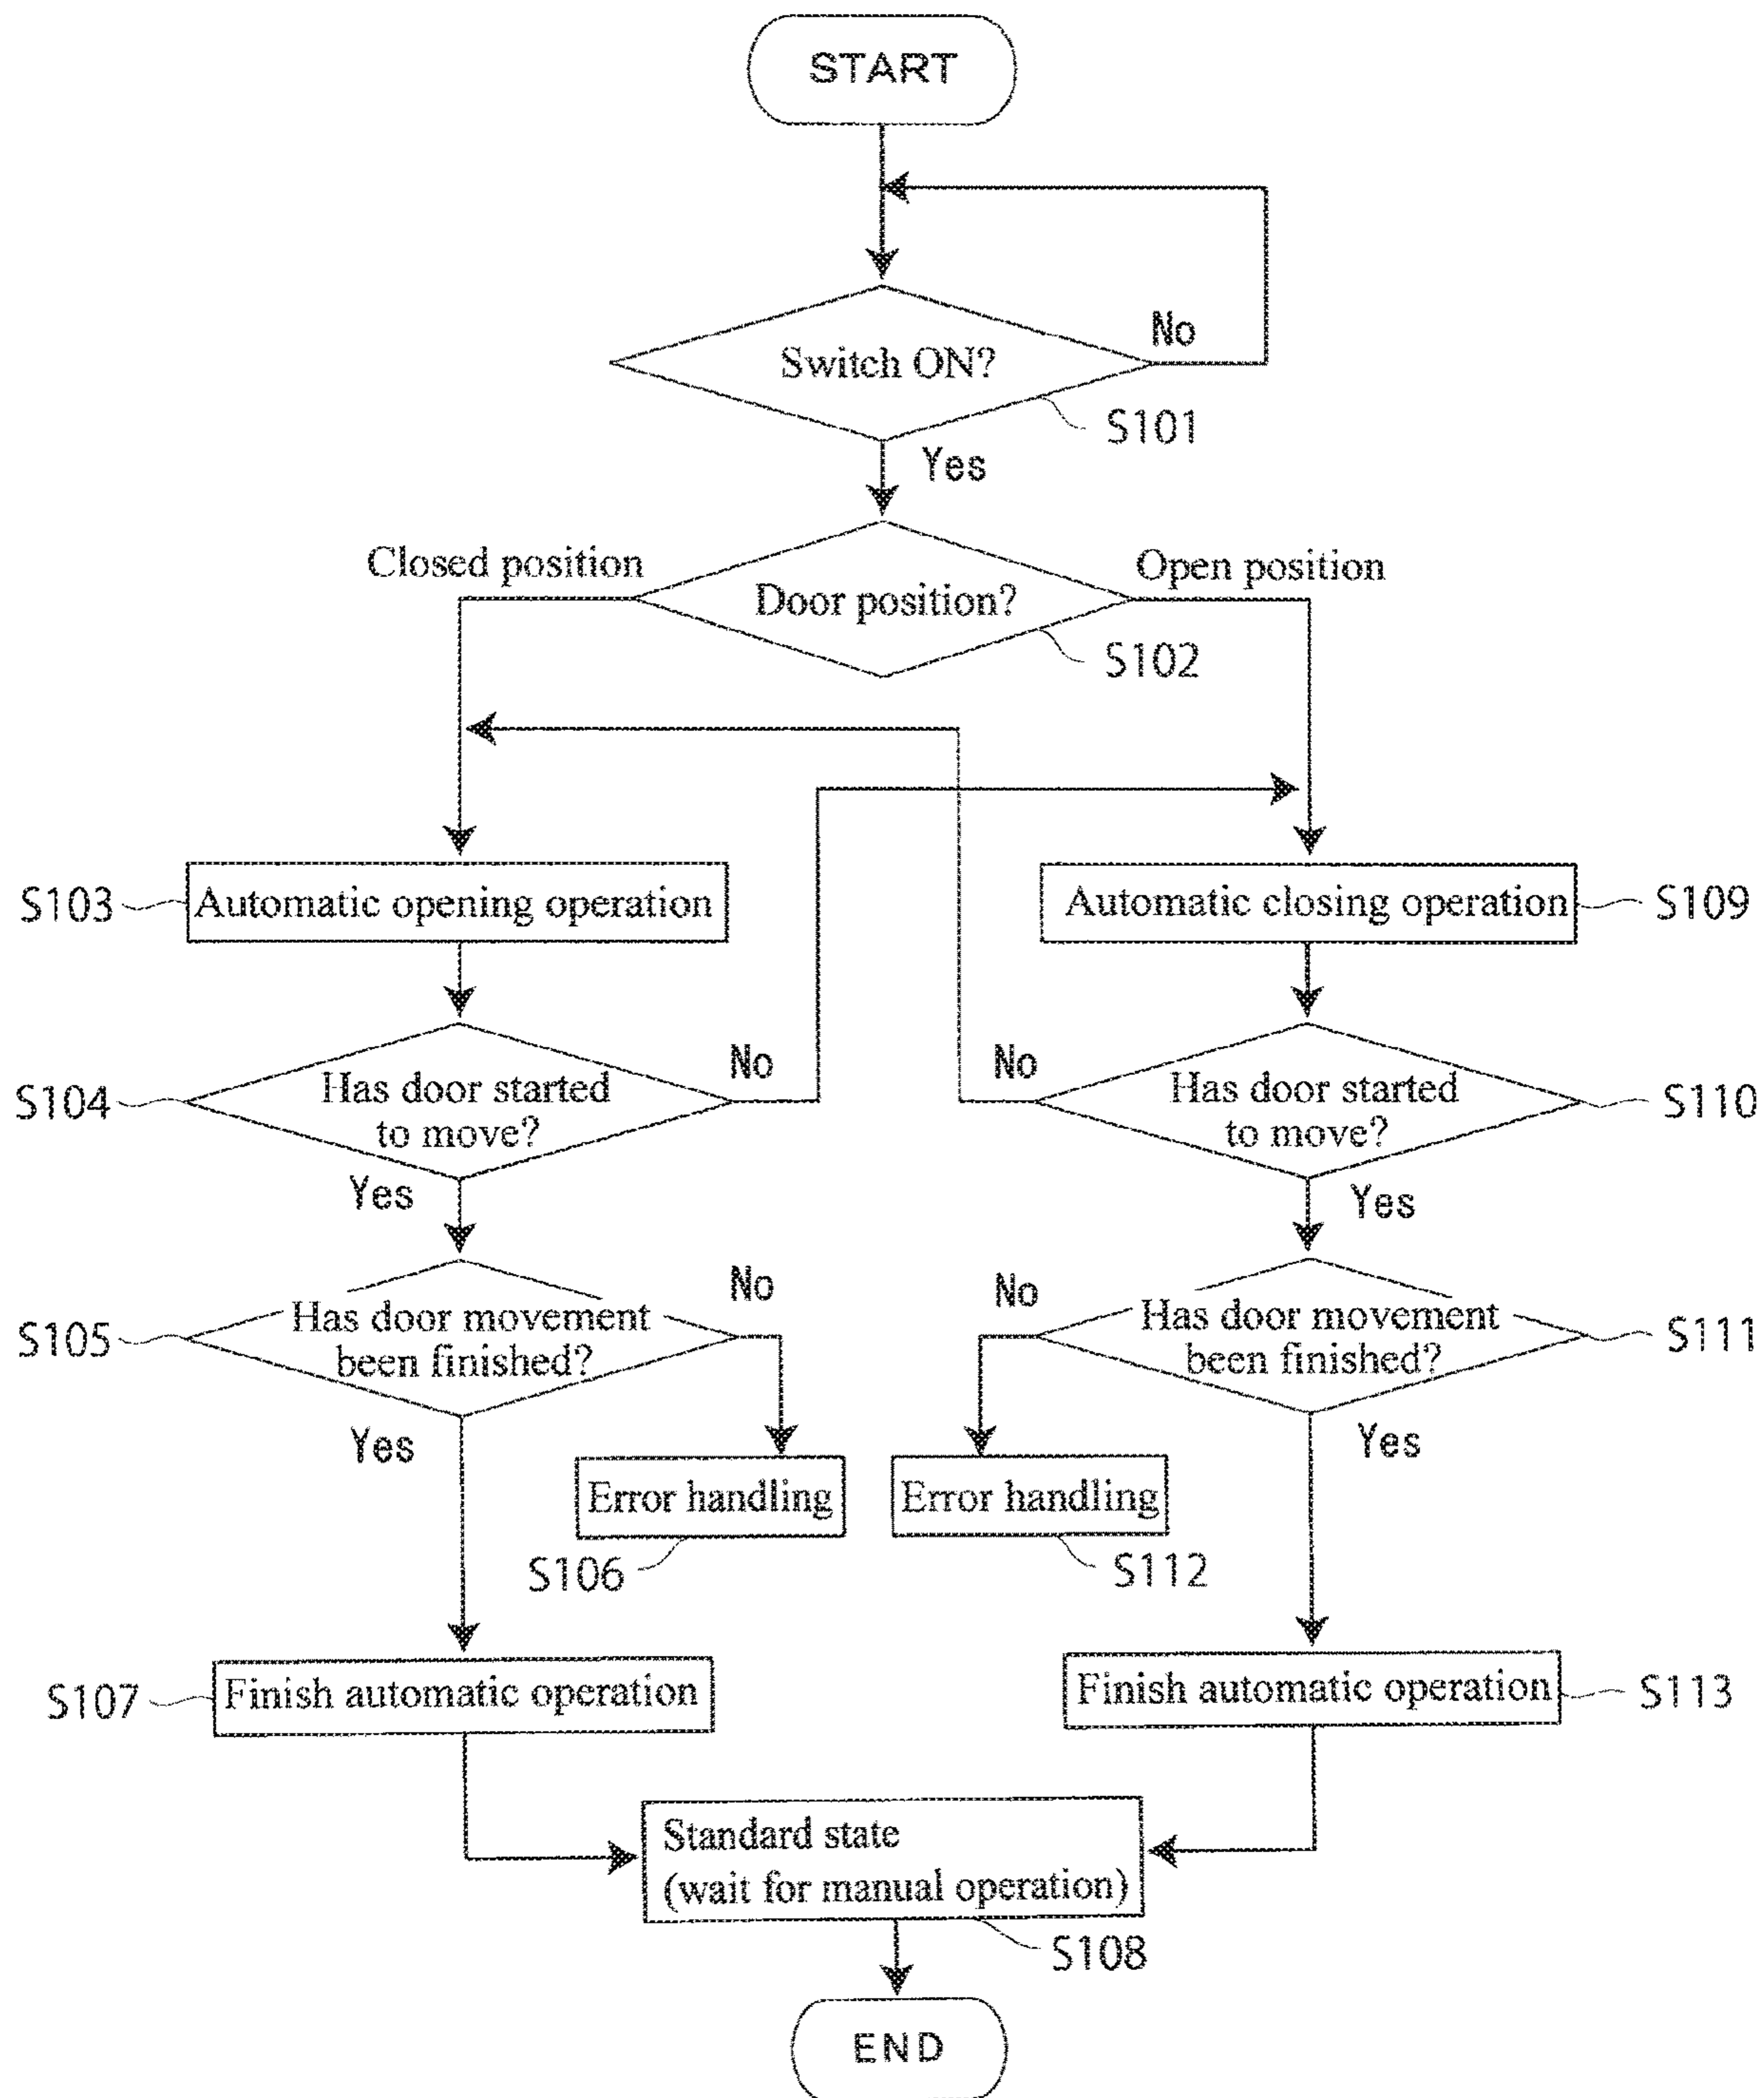 START
No
Switch ON?
S101
Yes
Closed position
Open position
Door position?
S102
S103
Automatic opening operation
Automatic closing operation
S109
No
No
S104
Has door started
to move?
Has door started
to move?
S110
Yes
Yes
No
No
S105
Has door movement
been finished?
Has door movement
been finished?
S111
Yes
Yes
Error handling
Error handling
S106
S112
S107
Finish automatic operation
Finish automatic operation
S113
Standard state
(wait for manual operation)
S108
END